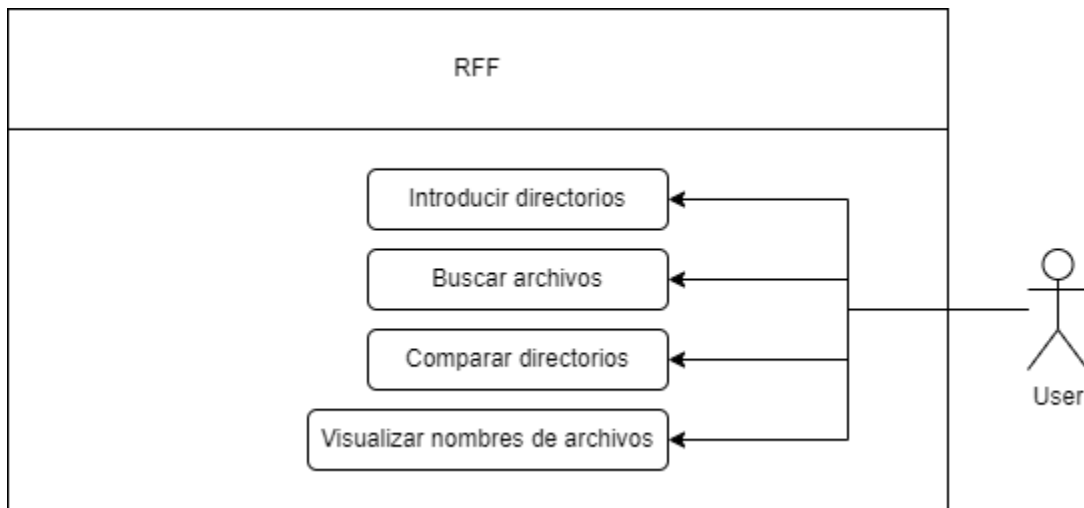 RFF
Introducir directorios
Buscar archivos
Comparar directorios
Visualizar nombres de archivos
User